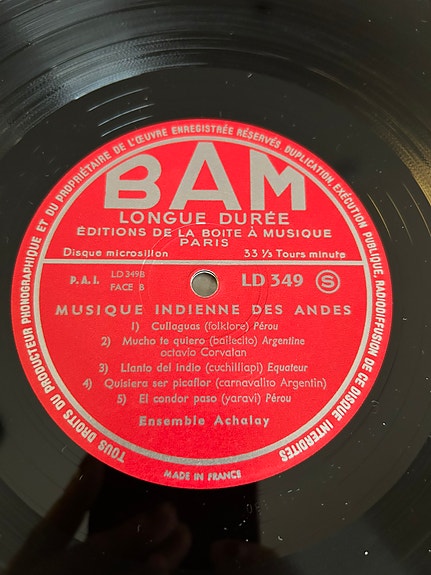 TOUS DROITS DU PRODUCTEUR PHONOGRAPHIQUE ET DU PROPRIÉTAIRE DE L'ŒUVRE ENREGISTRÉE RÉSERVÉS DUPLICATION, EXÉCUTION PUBLIQUE, RADIODIFFUSION DE CE DISQUE INTERDITES
BAM
LONGUE DURÉE
ÉDITIONS DE LA BOITE À MUSIQUE
PARIS
Disque microsillon 33 1/3 Tours minute
P.A.I. LD 349B LD 349 S
FACE B
MUSIQUE INDIENNE DES ANDES
1) Cullaguas (folklore) Pérou
2) Mucho te quiero (bailecito) Argentine
octavio Corvalan
3) Llanto del indio (cuchillapi) Equateur
4) Quisiera ser picaflor (carnavalito Argentin)
5) El condor paso (yaravi) Pérou
Ensemble Achalay
MADE IN FRANCE